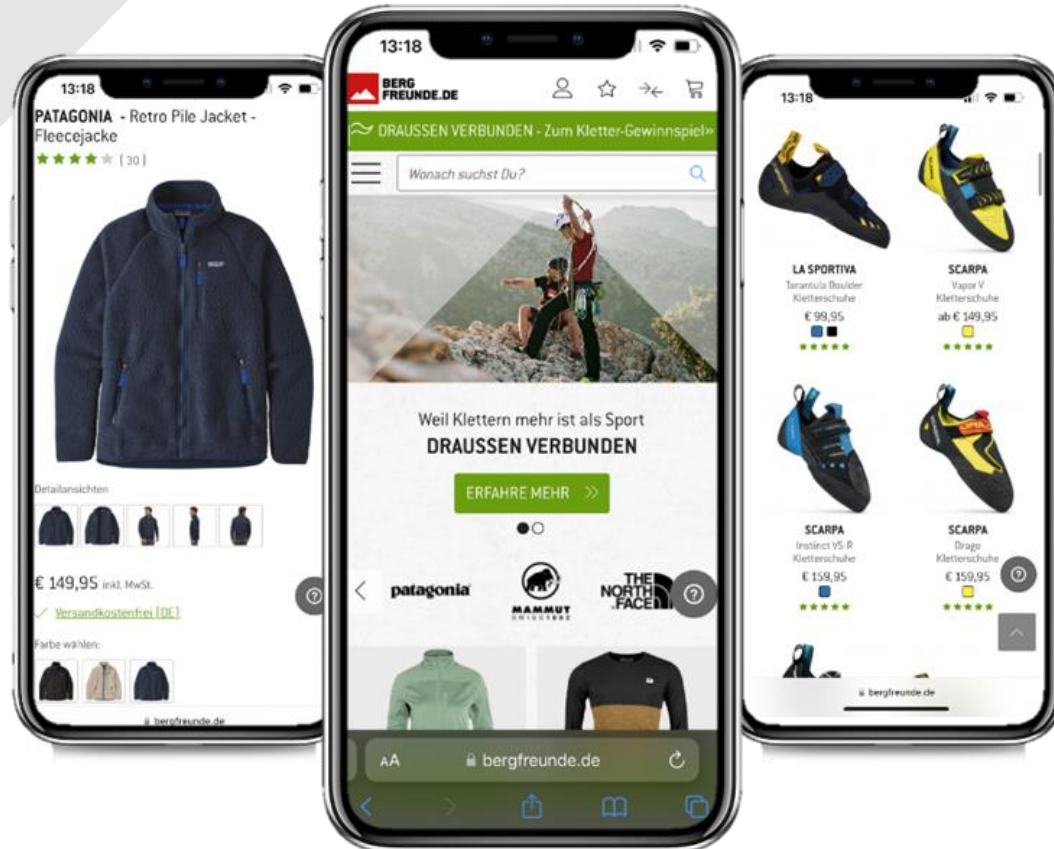 13:18
PATAGONIA - Retro Pile Jacket -
Fleecejacke
(30)
Detailansichten
€ 149,95 inkl. MwSt.
Versandkostenfrei (DE)
Farbe wählen:
bergfreunde.de
13:18
BERG
FREUNDE.DE
DRAUSSEN VERBUNDEN - Zum Kletter-Gewinnspiel»
Wonach suchst Du?
Weil Klettern mehr ist als Sport
DRAUSSEN VERBUNDEN
ERFAHRE MEHR
patagonia
MAMMUT
SWISS 1862
THE
NORTH
FACE
AA
bergfreunde.de
13:18
LA SPORTIVA
Tarantula Boulder
Kletterschuhe
€ 99,95
SCARPA
Vapor V
Kletterschuhe
ab € 149,95
SCARPA
Instinct VS-R
Kletterschuhe
€ 159,95
SCARPA
Drago
Kletterschuhe
€ 159,95
bergfreunde.de